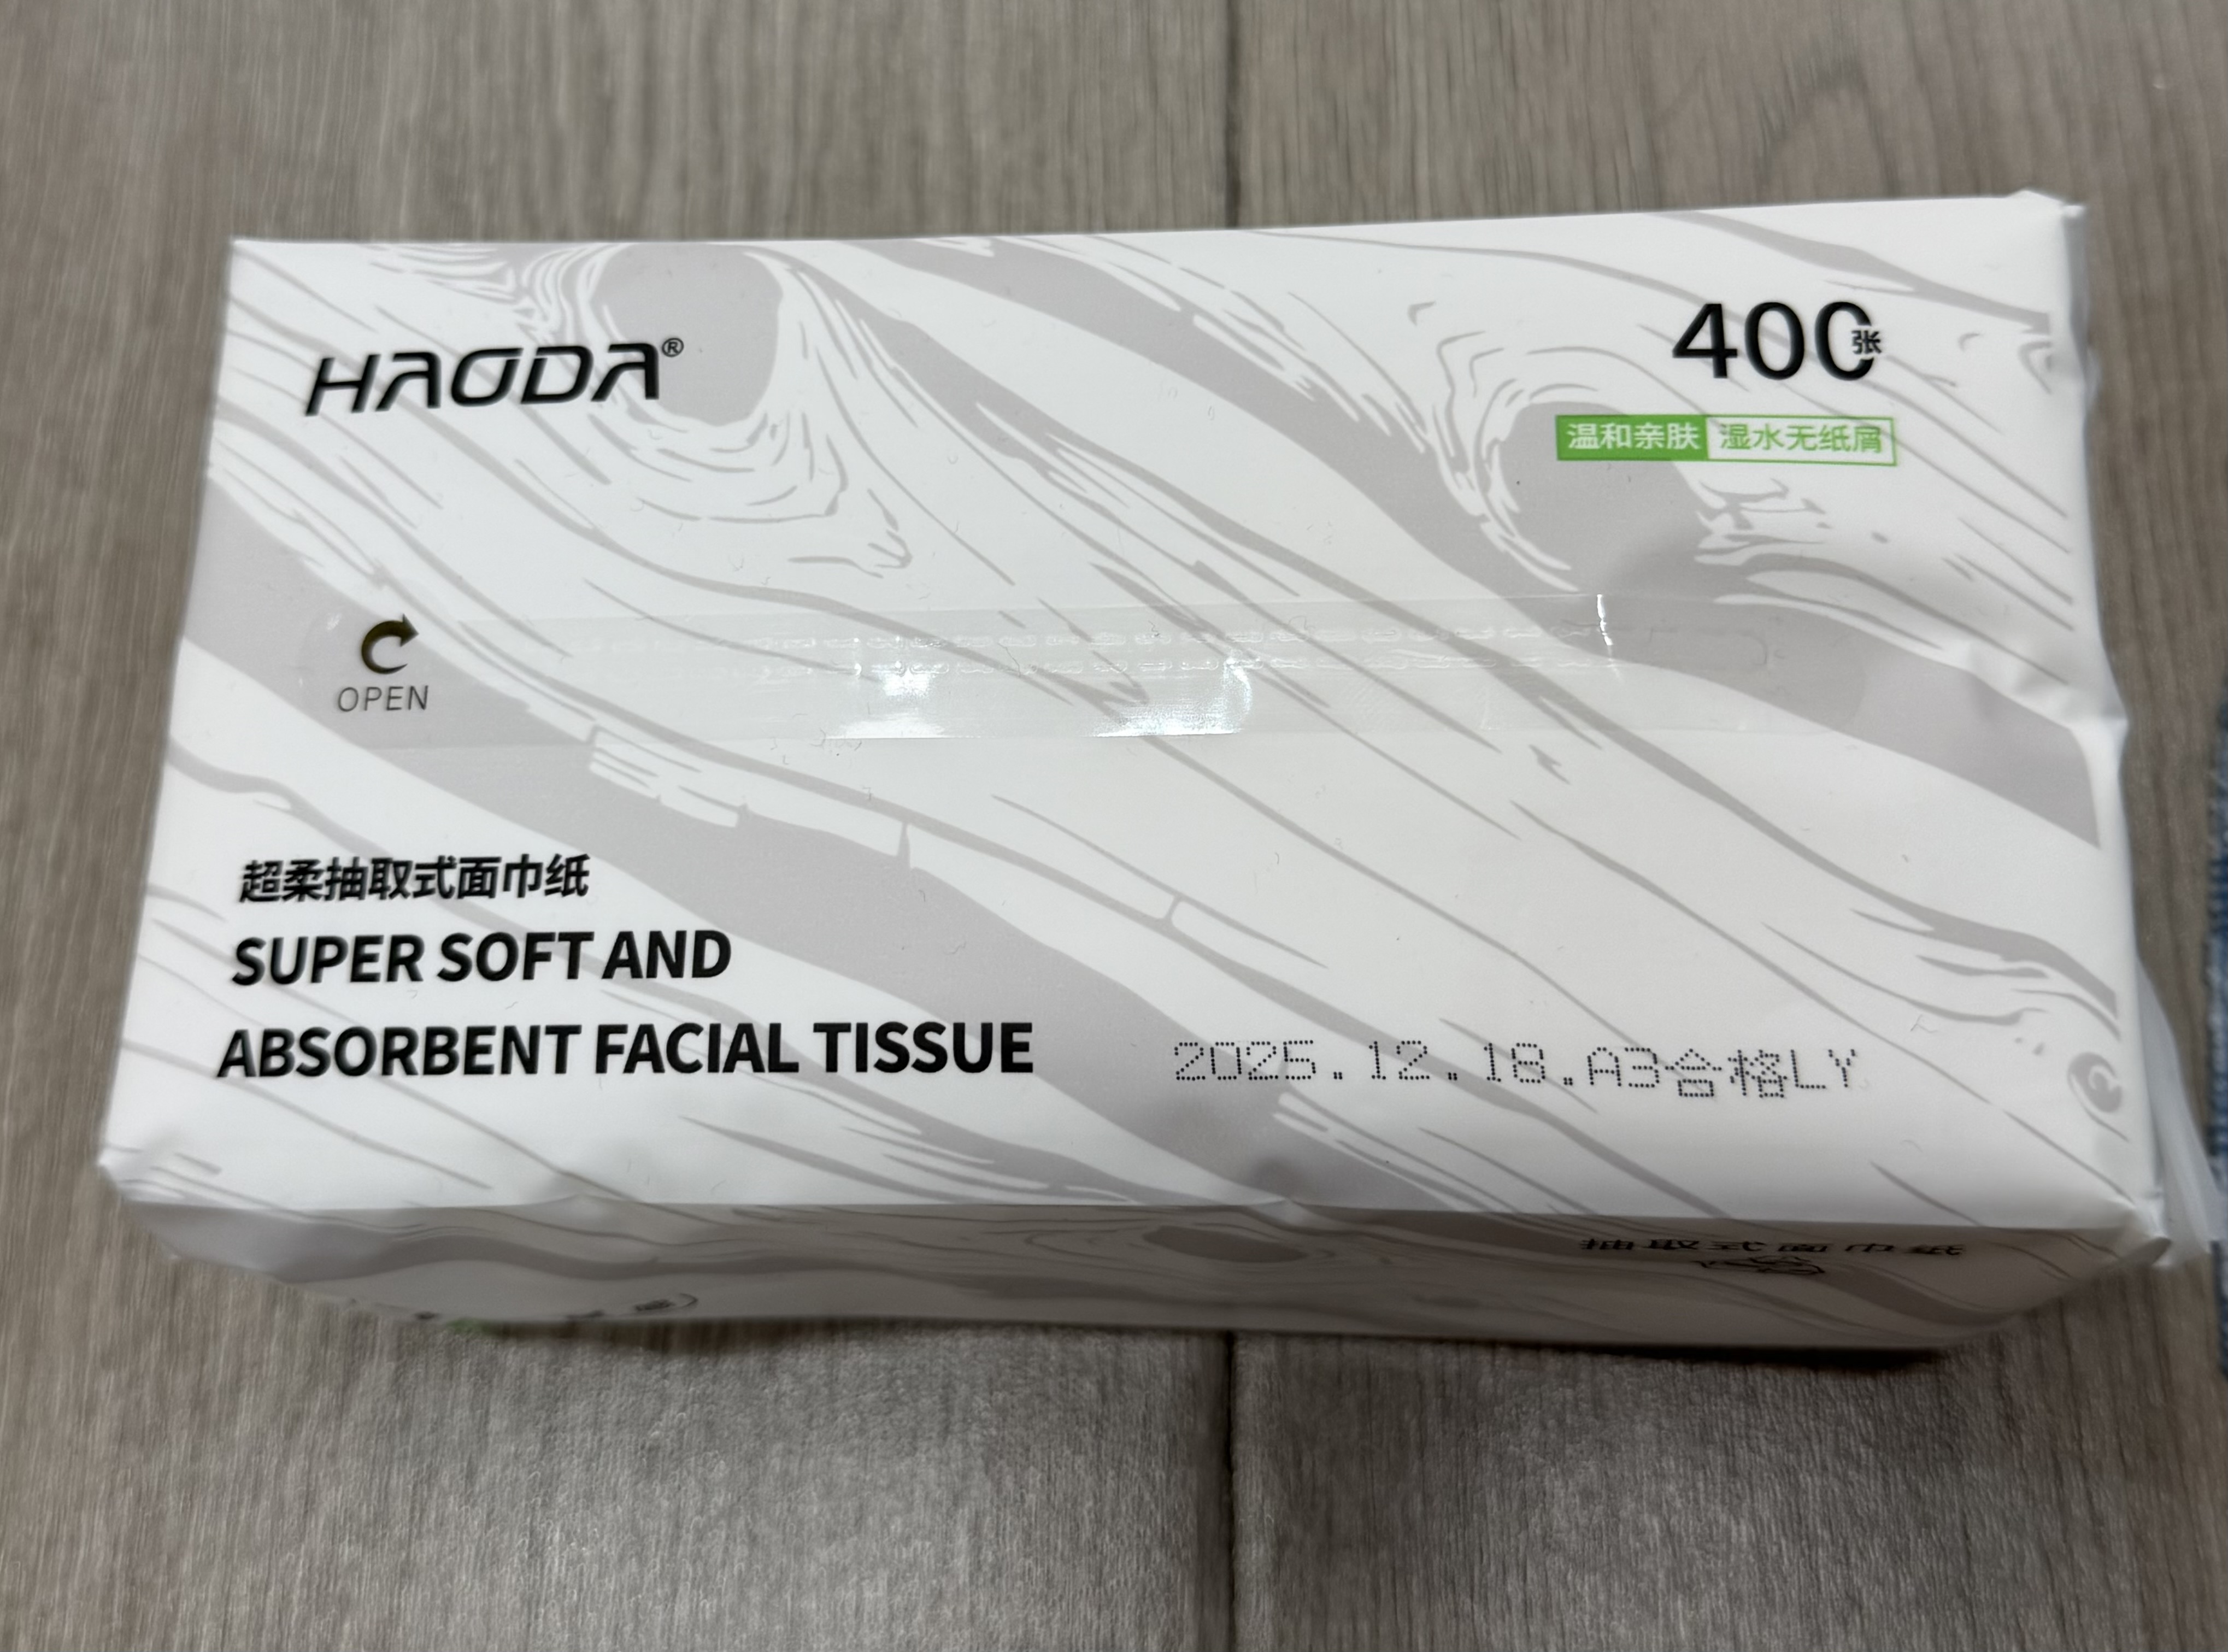 HAODA®
400张
温和亲肤 湿水无纸屑
OPEN
超柔抽取式面巾纸
SUPER SOFT AND
ABSORBENT FACIAL TISSUE
2025.12.18.A3合格LY
抽取式面巾纸